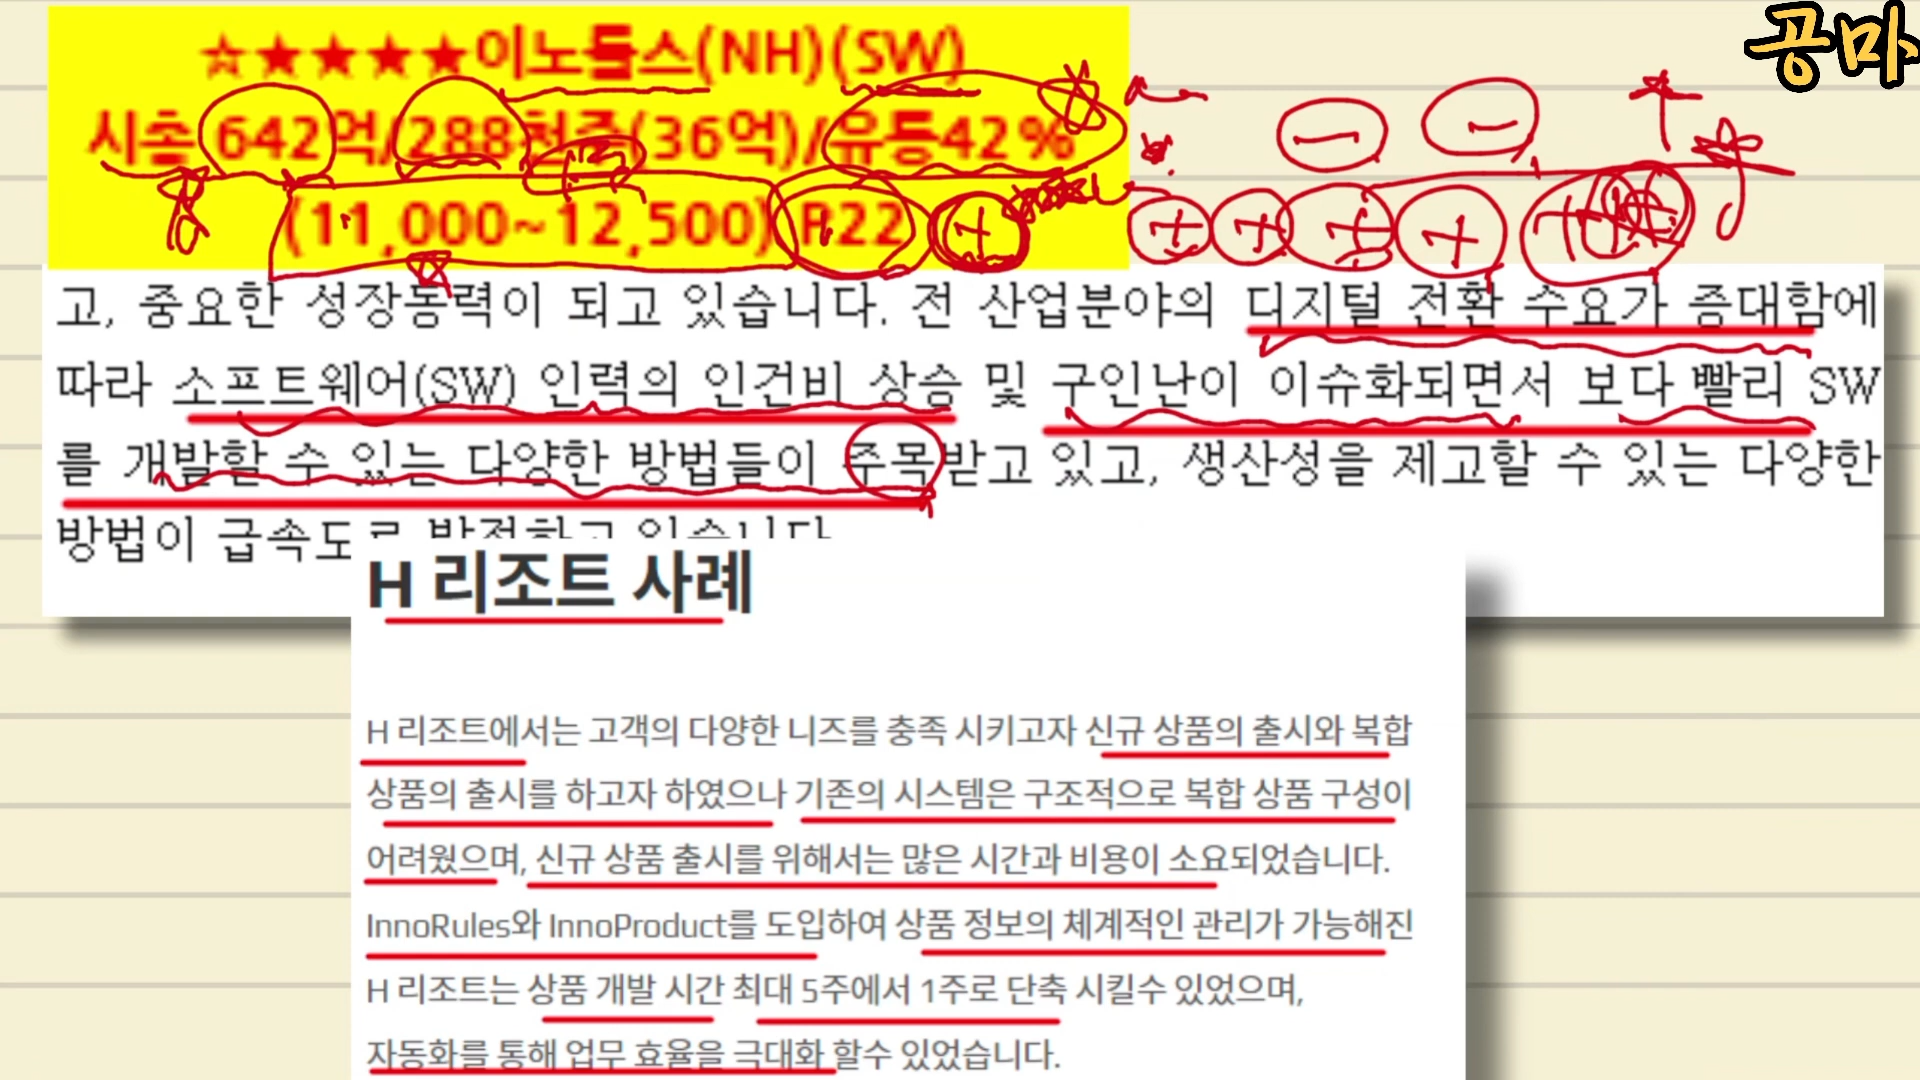 공마
☆★★★★★이노룰스(NH)(SW)
시총 642억/288천주(36억)/유통42%
(11,000~12,500) P22
고, 중요한 성장동력이 되고 있습니다. 전 산업분야의 디지털 전환 수요가 증대함에
따라 소프트웨어(SW) 인력의 인건비 상승 및 구인난이 이슈화되면서 보다 빨리 SW
를 개발할 수 있는 다양한 방법들이 주목받고 있고, 생산성을 제고할 수 있는 다양한
방법이 급속도로 발전하고 있습니다.
H 리조트 사례
H 리조트에서는 고객의 다양한 니즈를 충족 시키고자 신규 상품의 출시와 복합
상품의 출시를 하고자 하였으나 기존의 시스템은 구조적으로 복합 상품 구성이
어려웠으며, 신규 상품 출시를 위해서는 많은 시간과 비용이 소요되었습니다.
InnoRules와 InnoProduct를 도입하여 상품 정보의 체계적인 관리가 가능해진
H 리조트는 상품 개발 시간 최대 5주에서 1주로 단축 시킬수 있었으며,
자동화를 통해 업무 효율을 극대화 할수 있었습니다.